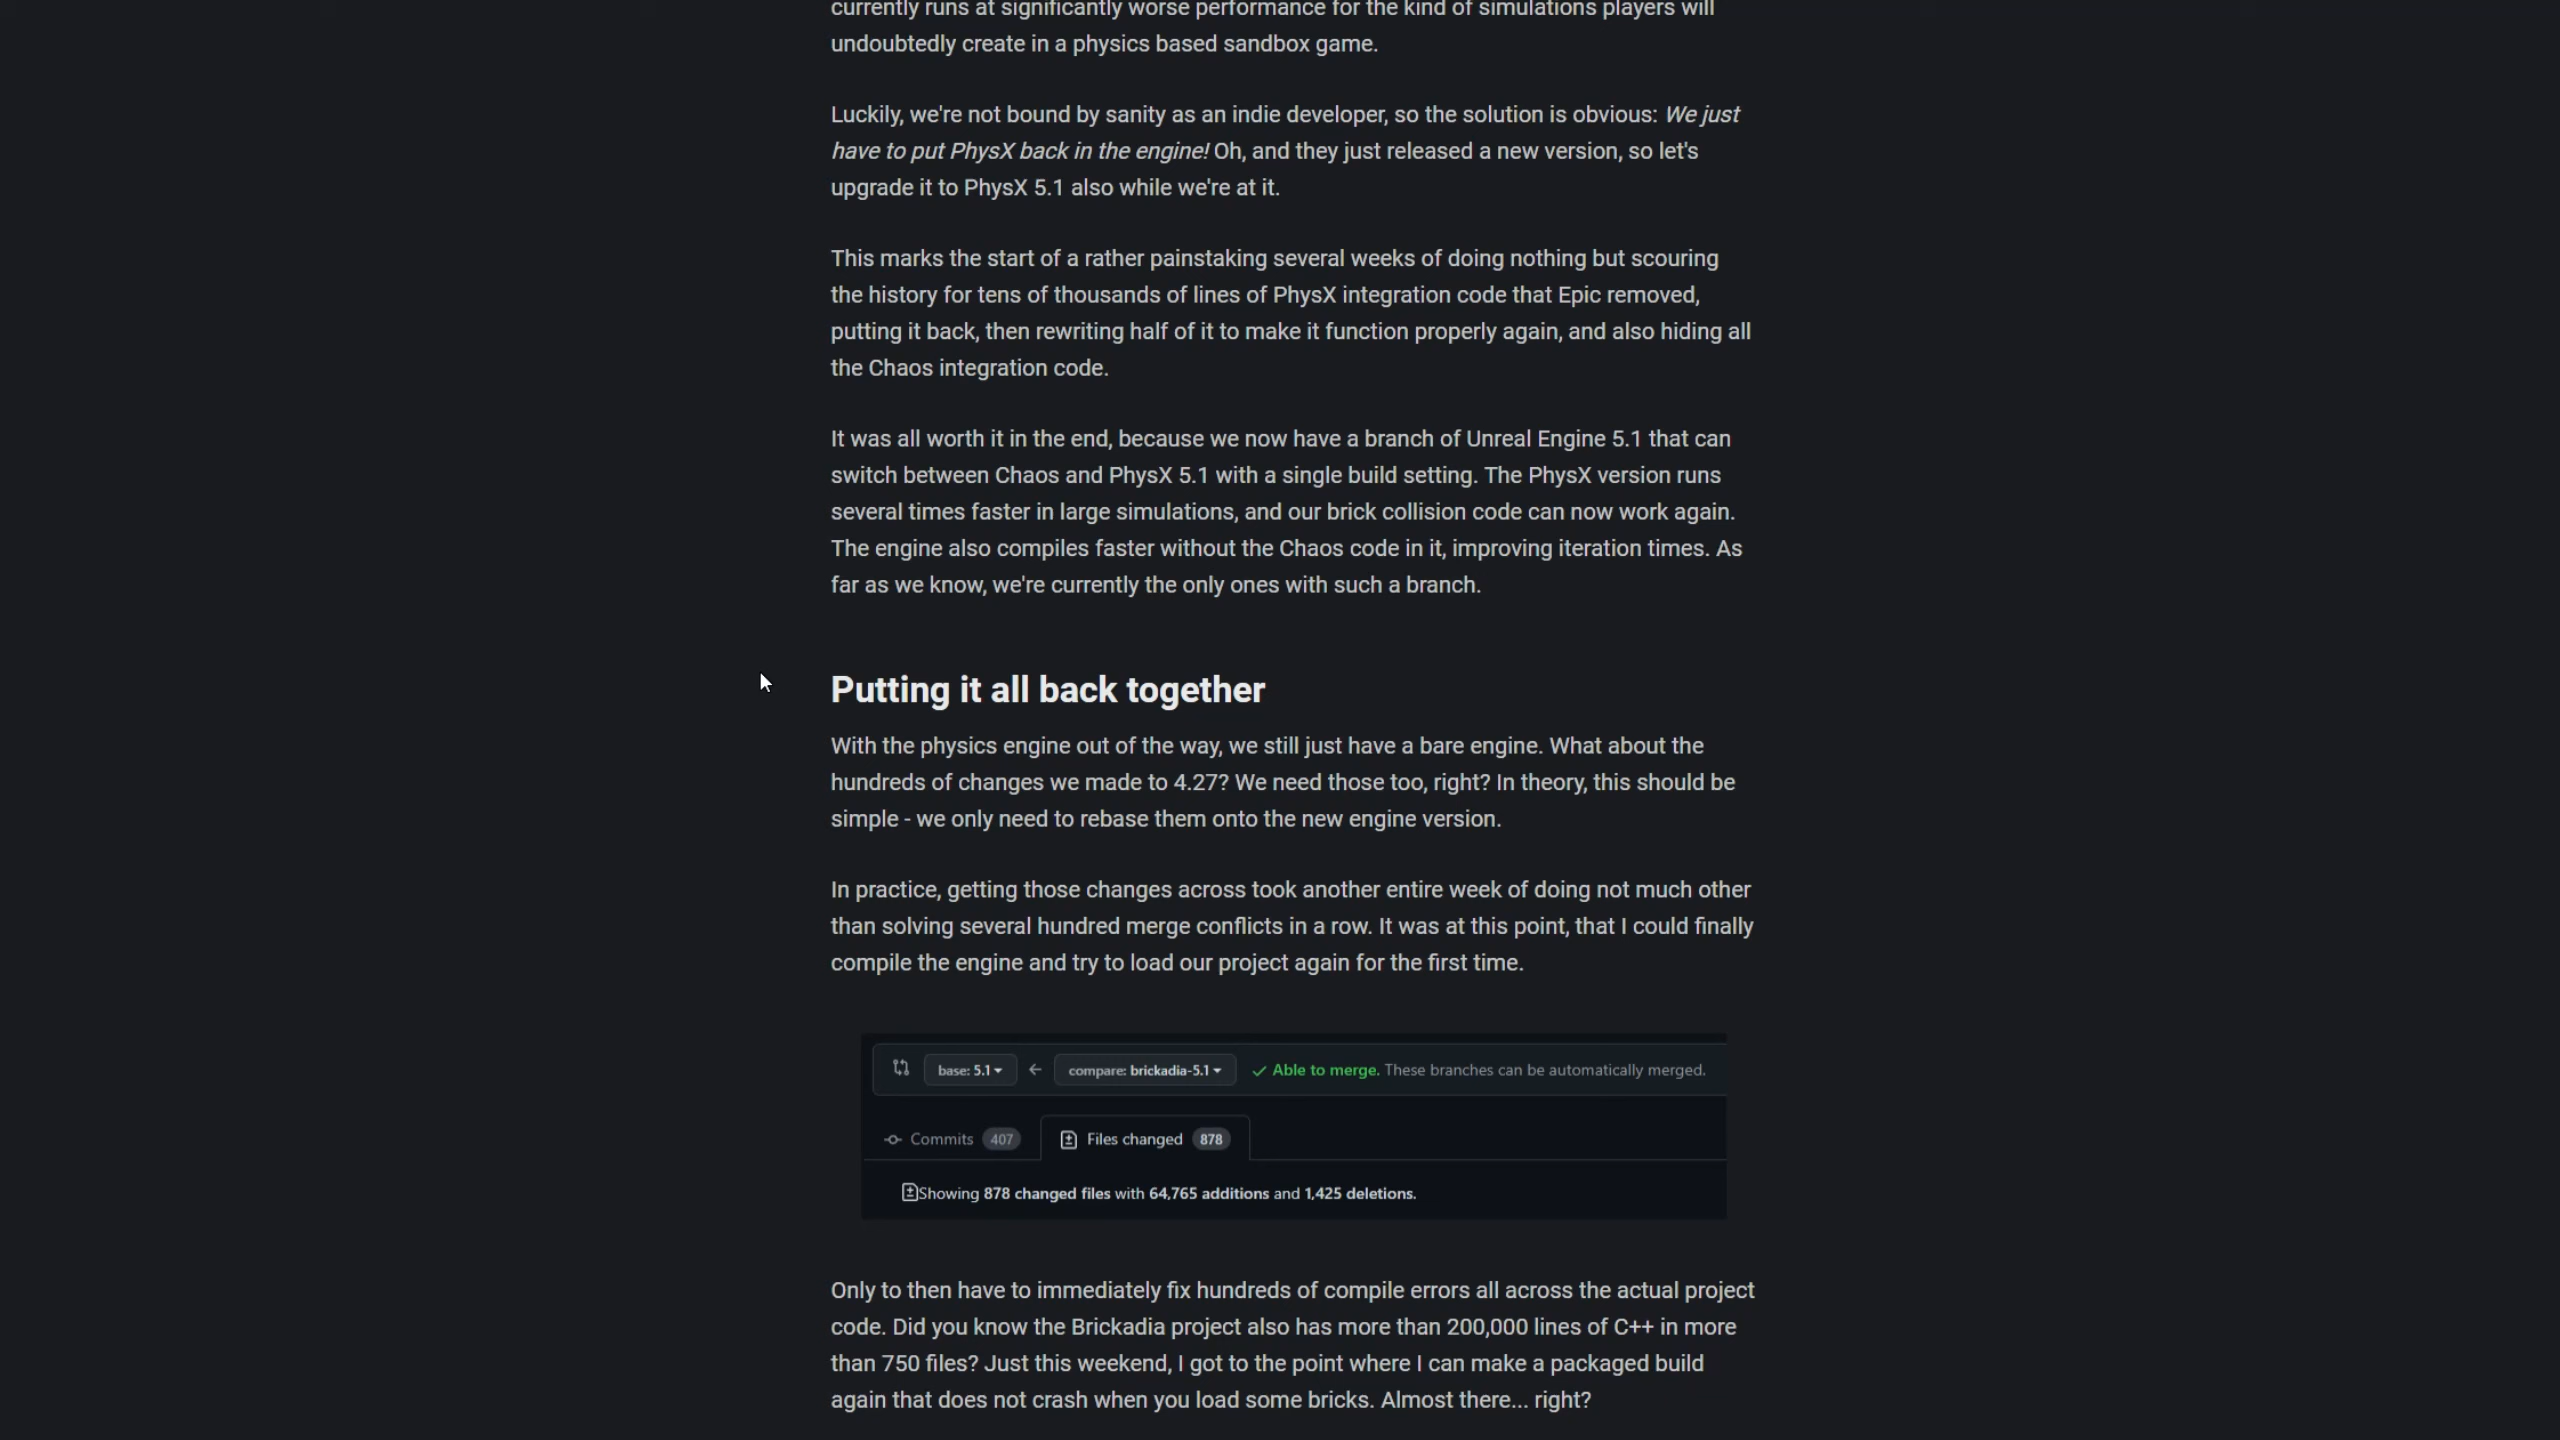 currently runs at significantly worse performance for the kind of simulations players will
undoubtedly create in a physics based sandbox game.
Luckily, we're not bound by sanity as an indie developer, so the solution is obvious: We just
have to put PhysX back in the engine! Oh, and they just released a new version, so let's
upgrade it to PhysX 5.1 also while we're at it.
This marks the start of a rather painstaking several weeks of doing nothing but scouring
the history for tens of thousands of lines of PhysX integration code that Epic removed,
putting it back, then rewriting half of it to make it function properly again, and also hiding all
the Chaos integration code.
It was all worth it in the end, because we now have a branch of Unreal Engine 5.1 that can
switch between Chaos and PhysX 5.1 with a single build setting. The PhysX version runs
several times faster in large simulations, and our brick collision code can now work again.
The engine also compiles faster without the Chaos code in it, improving iteration times. As
far as we know, we're currently the only ones with such a branch.
Putting it all back together
With the physics engine out of the way, we still just have a bare engine. What about the
hundreds of changes we made to 4.27? We need those too, right? In theory, this should be
simple - we only need to rebase them onto the new engine version.
In practice, getting those changes across took another entire week of doing not much other
than solving several hundred merge conflicts in a row. It was at this point, that I could finally
compile the engine and try to load our project again for the first time.
base: 5.1 compare: brickadia-5.1 Able to merge. These branches can be automatically merged.
Commits 407 Files changed 878
Showing 878 changed files with 64,765 additions and 1,425 deletions.
Only to then have to immediately fix hundreds of compile errors all across the actual project
code. Did you know the Brickadia project also has more than 200,000 lines of C++ in more
than 750 files? Just this weekend, I got to the point where I can make a packaged build
again that does not crash when you load some bricks. Almost there... right?